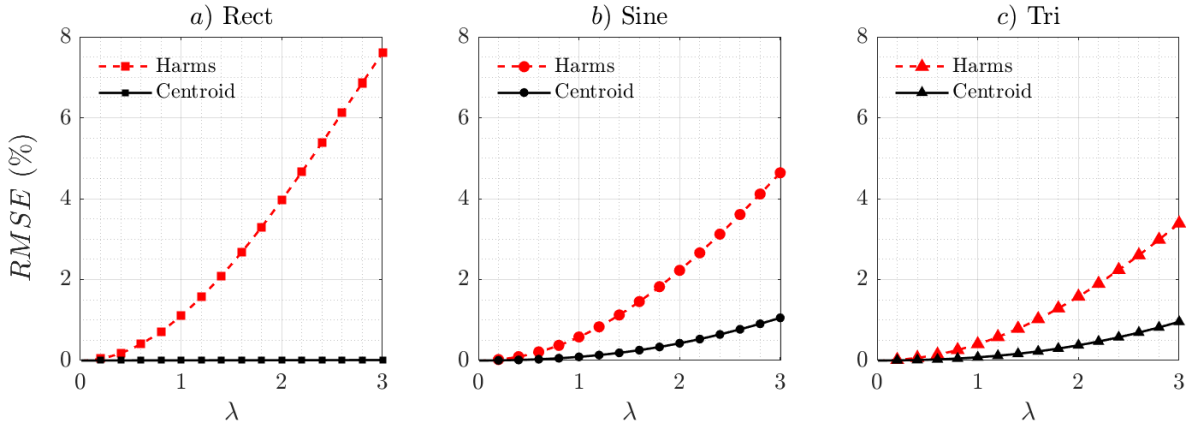 a) Rect
b) Sine
c) Tri
RMSE (%)
8
6
4
2
0
Harms
Centroid
0 1 2 3
λ
8
6
4
2
0
Harms
Centroid
0 1 2 3
λ
8
6
4
2
0
Harms
Centroid
0 1 2 3
λ